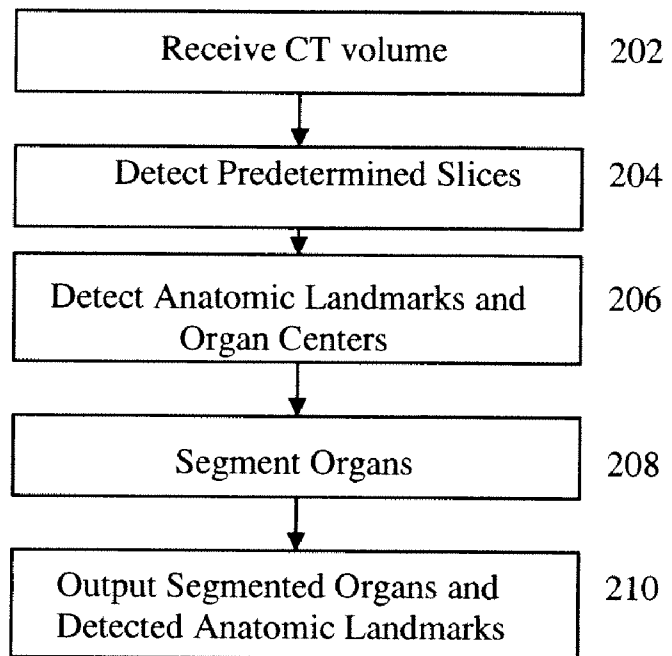 Receive CT volume 202
Detect Predetermined Slices 204
Detect Anatomic Landmarks and 206
Organ Centers
Segment Organs 208
Output Segmented Organs and 210
Detected Anatomic Landmarks